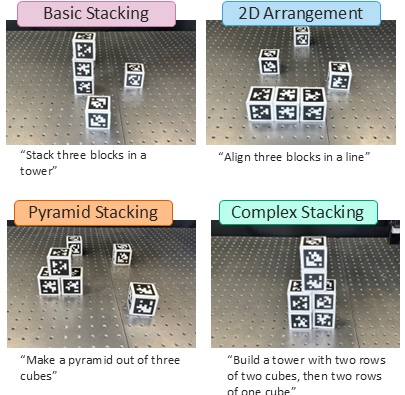 Basic Stacking
2D Arrangement
“Stack three blocks in a
tower”
“Align three blocks in a line”
Pyramid Stacking
Complex Stacking
“Make a pyramid out of three
cubes”
“Build a tower with two rows
of two cubes, then two rows
of one cube”